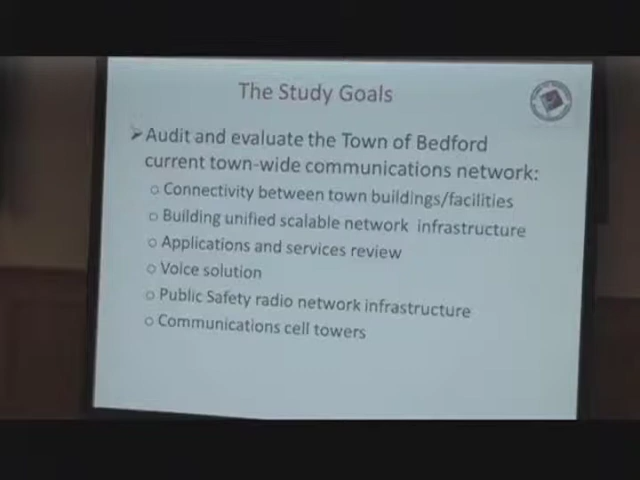 The Study Goals
➢Audit and evaluate the Town of Bedford
current town-wide communications network:
○ Connectivity between town buildings/facilities
○ Building unified scalable network infrastructure
○ Applications and services review
○ Voice solution
○ Public Safety radio network infrastructure
○ Communications cell towers